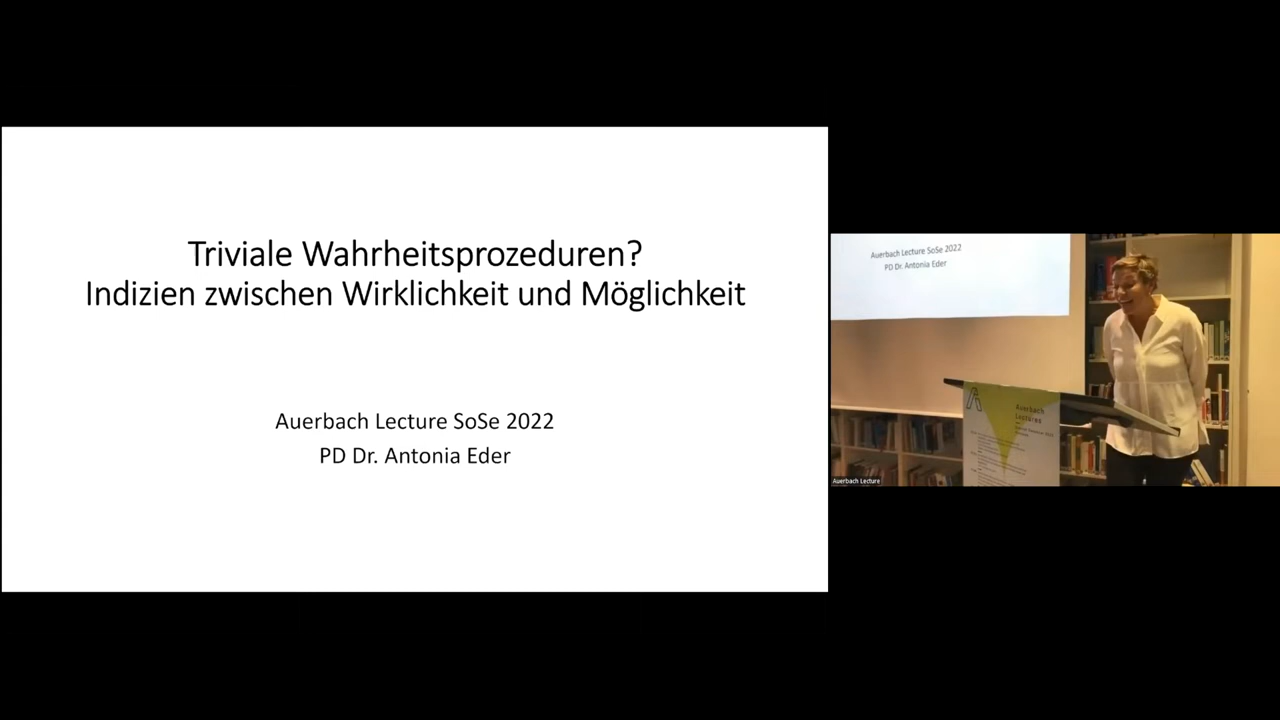 Triviale Wahrheitsprozeduren?
Indizien zwischen Wirklichkeit und Möglichkeit
Auerbach Lecture SoSe 2022
PD Dr. Antonia Eder
Auerbach Lecture SoSe 2022
PD Dr. Antonia Eder
Auerbach
Lectures
Auerbach Lecture